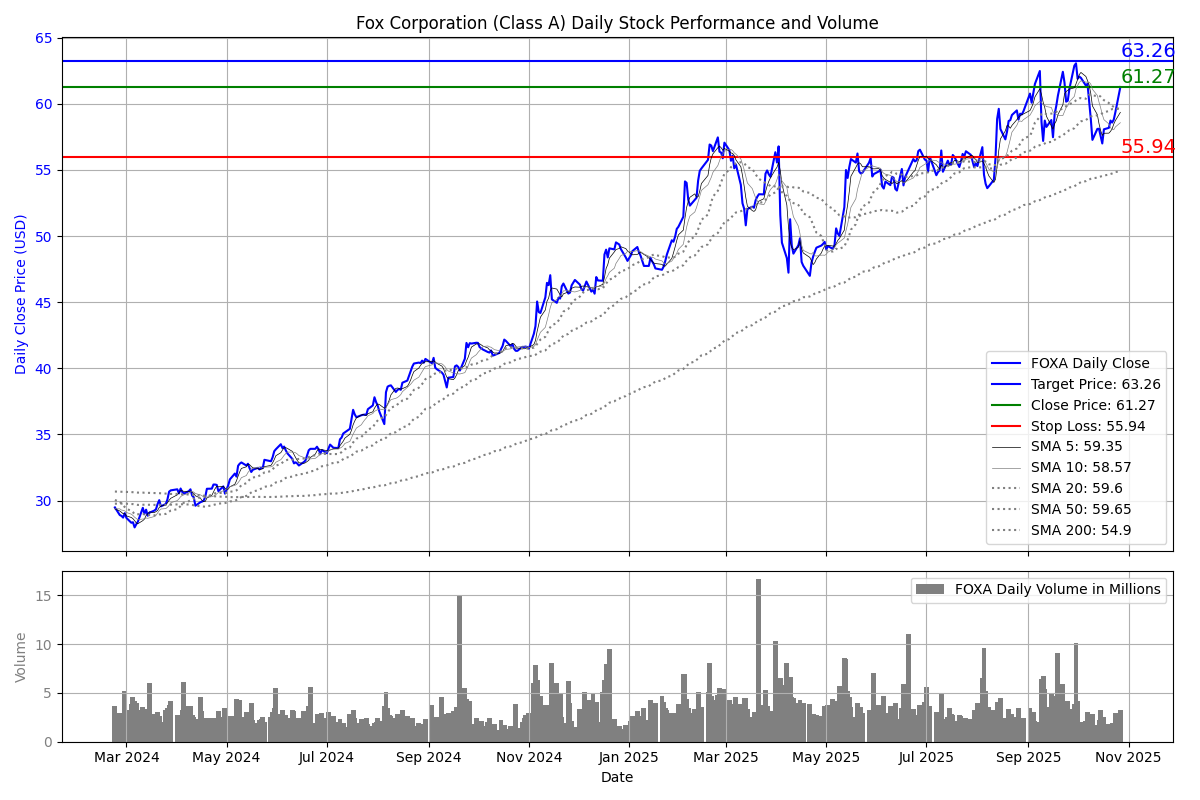 Fox Corporation (Class A) Daily Stock Performance and Volume
65
60
55
50
45
40
35
30
Daily Close Price (USD)
63.26
61.27
55.94
FOXA Daily Close
Target Price: 63.26
Close Price: 61.27
Stop Loss: 55.94
SMA 5: 59.35
SMA 10: 58.57
SMA 20: 59.6
SMA 50: 59.65
SMA 200: 54.9
15
10
5
0
Volume
FOXA Daily Volume in Millions
Mar 2024 May 2024 Jul 2024 Sep 2024 Nov 2024 Jan 2025 Mar 2025 May 2025 Jul 2025 Sep 2025 Nov 2025
Date